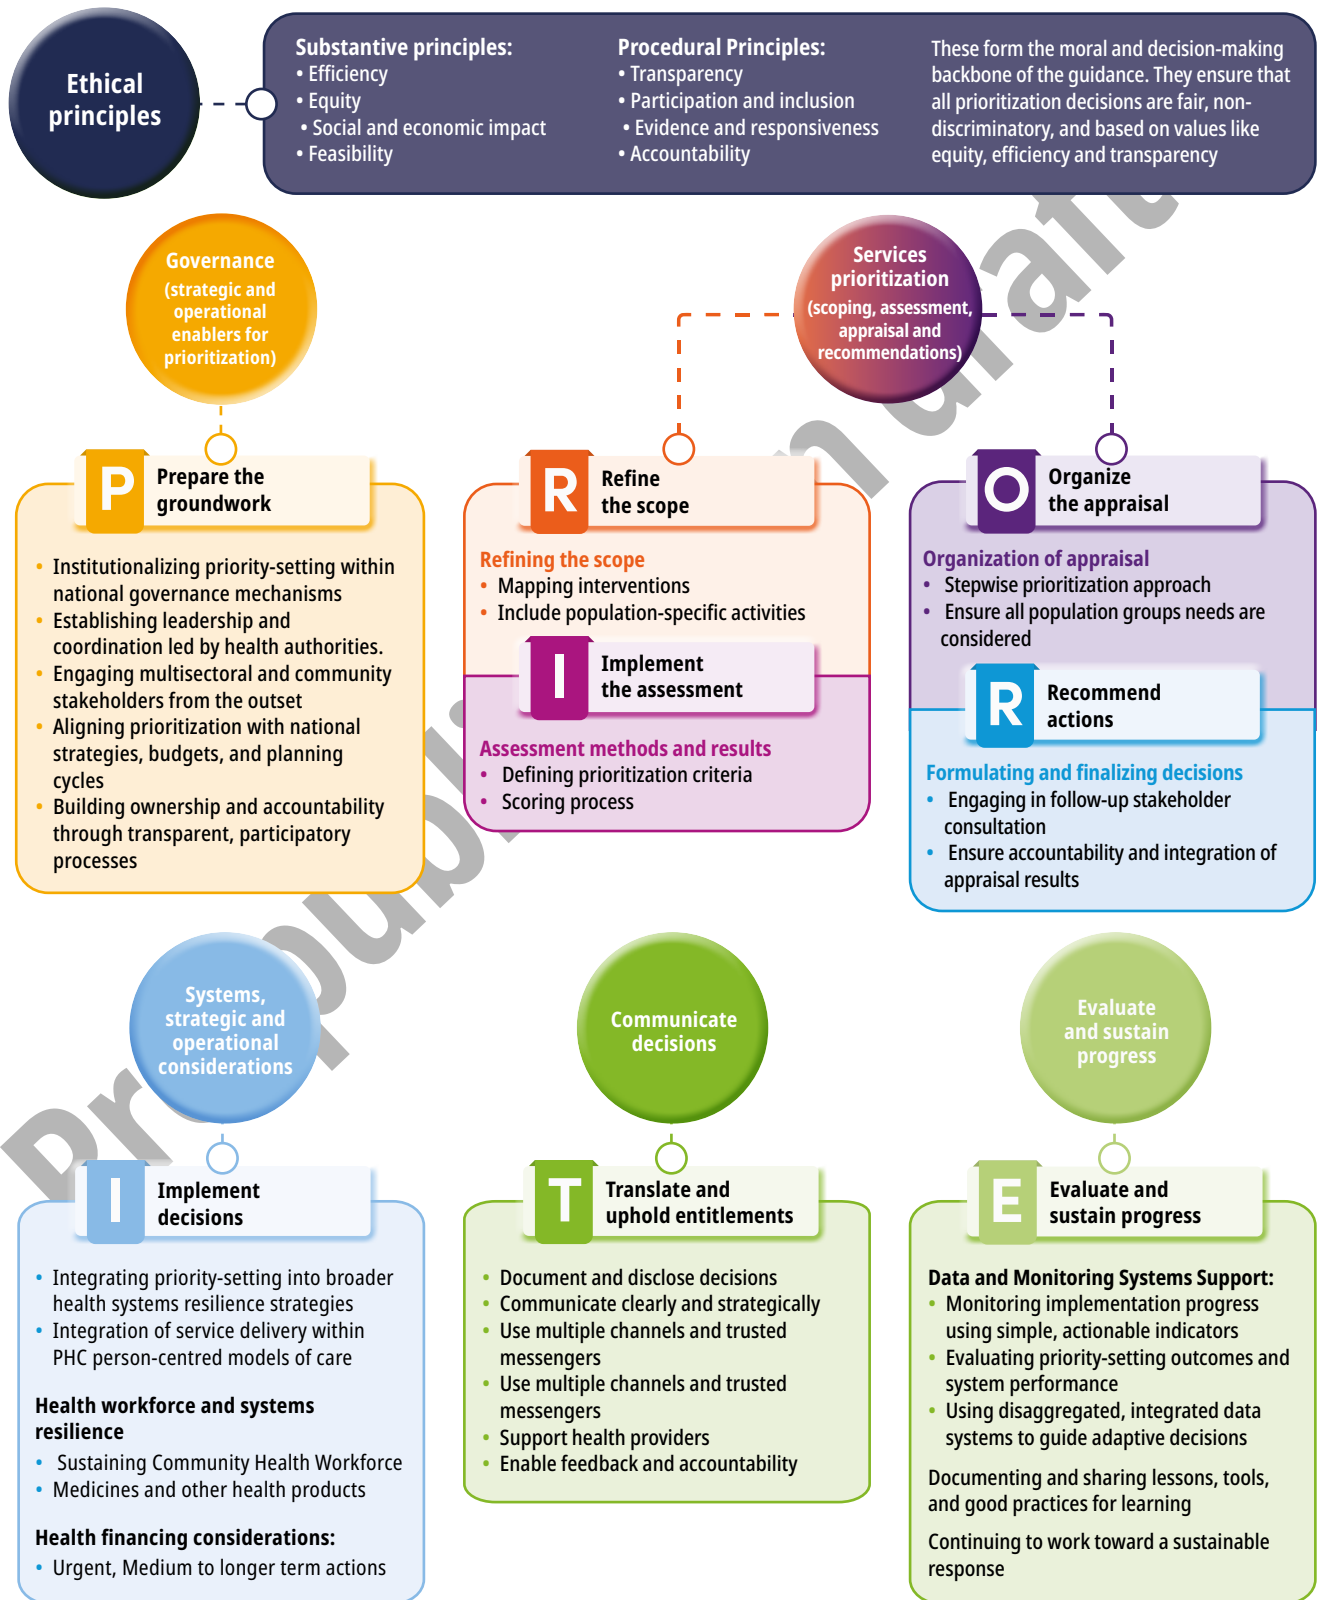 Ethical
principles
Substantive principles:
• Efficiency
• Equity
• Social and economic impact
• Feasibility
Procedural Principles:
• Transparency
• Participation and inclusion
• Evidence and responsiveness
• Accountability
These form the moral and decision-making
backbone of the guidance. They ensure that
all prioritization decisions are fair, non-
discriminatory, and based on values like
equity, efficiency and transparency
Governance
(strategic and
operational
enablers for
prioritization)
Services
prioritization
(scoping, assessment,
appraisal and
recommendations)
P
Prepare the
groundwork
• Institutionalizing priority-setting within
national governance mechanisms
• Establishing leadership and
coordination led by health authorities.
• Engaging multisectoral and community
stakeholders from the outset
• Aligning prioritization with national
strategies, budgets, and planning
cycles
• Building ownership and accountability
through transparent, participatory
processes
R
Refine
the scope
Refining the scope
• Mapping interventions
• Include population-specific activities
I
Implement
the assessment
Assessment methods and results
• Defining prioritization criteria
• Scoring process
O
Organize
the appraisal
Organization of appraisal
• Stepwise prioritization approach
• Ensure all population groups needs are
considered
R
Recommend
actions
Formulating and finalizing decisions
• Engaging in follow-up stakeholder
consultation
• Ensure accountability and integration of
appraisal results
Systems,
strategic and
operational
considerations
I
Implement
decisions
• Integrating priority-setting into broader
health systems resilience strategies
• Integration of service delivery within
PHC person-centred models of care
Health workforce and systems
resilience
• Sustaining Community Health Workforce
• Medicines and other health products
Health financing considerations:
• Urgent, Medium to longer term actions
Communicate
decisions
T
Translate and
uphold entitlements
• Document and disclose decisions
• Communicate clearly and strategically
• Use multiple channels and trusted
messengers
• Use multiple channels and trusted
messengers
• Support health providers
• Enable feedback and accountability
Evaluate
and sustain
progress
E
Evaluate and
sustain progress
Data and Monitoring Systems Support:
• Monitoring implementation progress
using simple, actionable indicators
• Evaluating priority-setting outcomes and
system performance
• Using disaggregated, integrated data
systems to guide adaptive decisions
Documenting and sharing lessons, tools,
and good practices for learning
Continuing to work toward a sustainable
response
draft